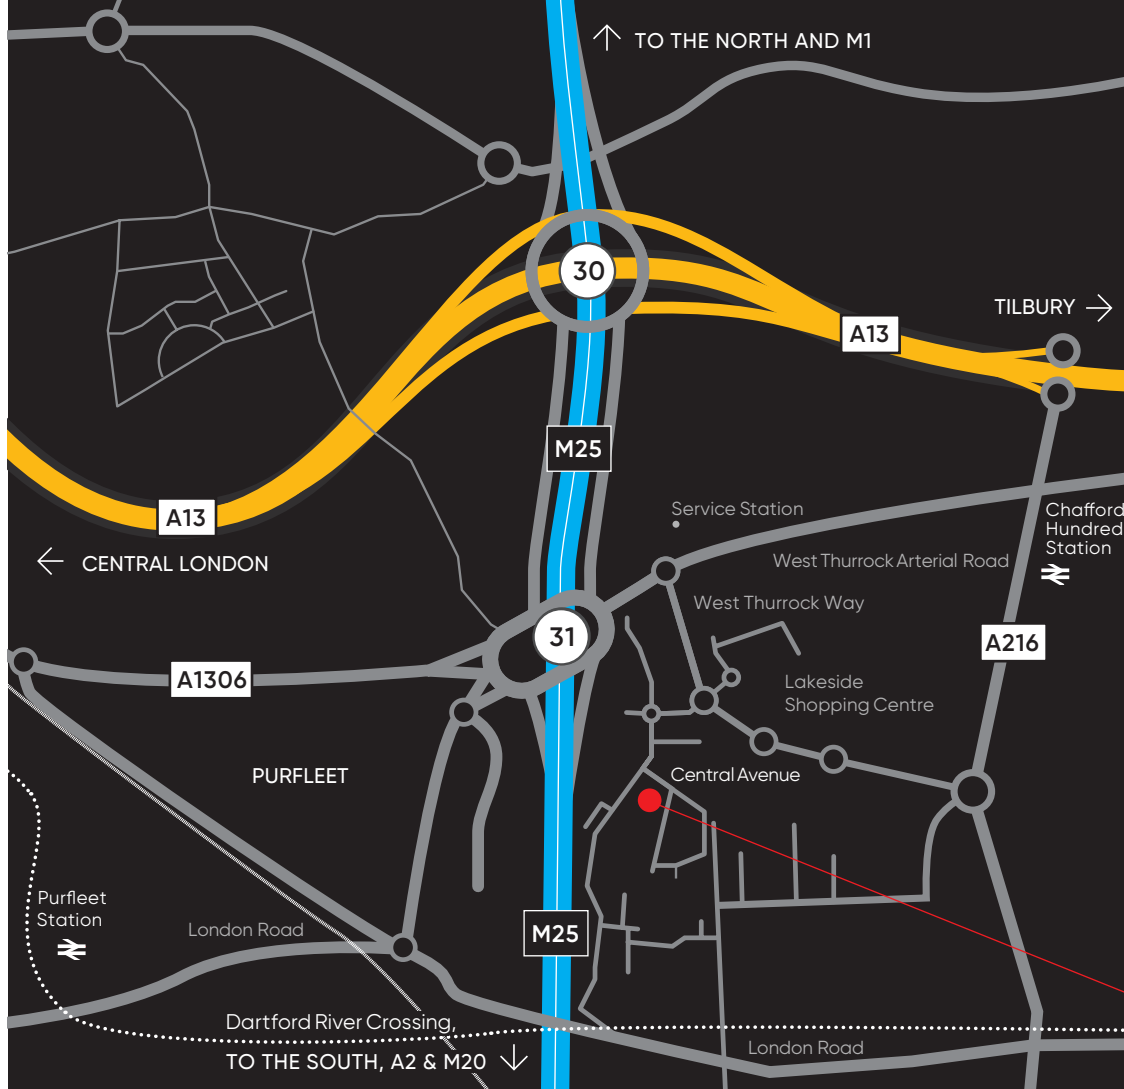 TO THE NORTH AND M1
30
TILBURY
A13
M25
Service Station
A13
Chafford
Hundred
Station
CENTRAL LONDON
West Thurrock Arterial Road
West Thurrock Way
31
A216
A1306
Lakeside
Shopping Centre
PURFLEET
Central Avenue
Purfleet
Station
London Road
M25
Dartford River Crossing,
TO THE SOUTH, A2 & M20
London Road